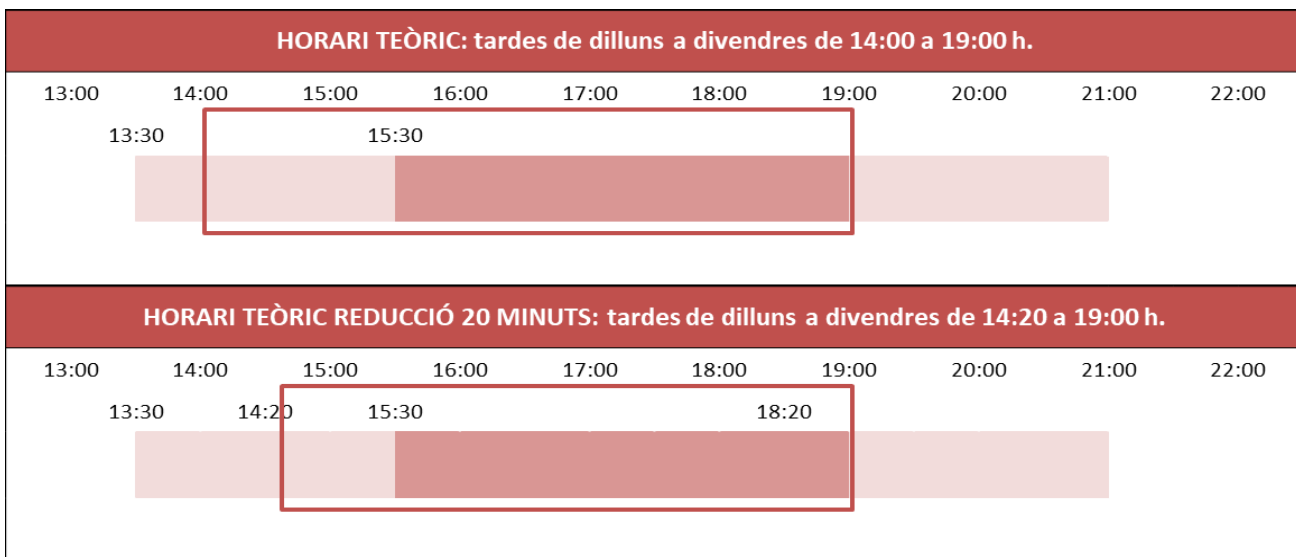 HORARI TEÒRIC: tardes de dilluns a divendres de 14:00 a 19:00 h.
13:00 14:00 15:00 16:00 17:00 18:00 19:00 20:00 21:00 22:00
13:30 15:30
HORARI TEÒRIC REDUCCIÓ 20 MINUTS: tardes de dilluns a divendres de 14:20 a 19:00 h.
13:00 14:00 15:00 16:00 17:00 18:00 19:00 20:00 21:00 22:00
13:30 14:20 15:30 18:20